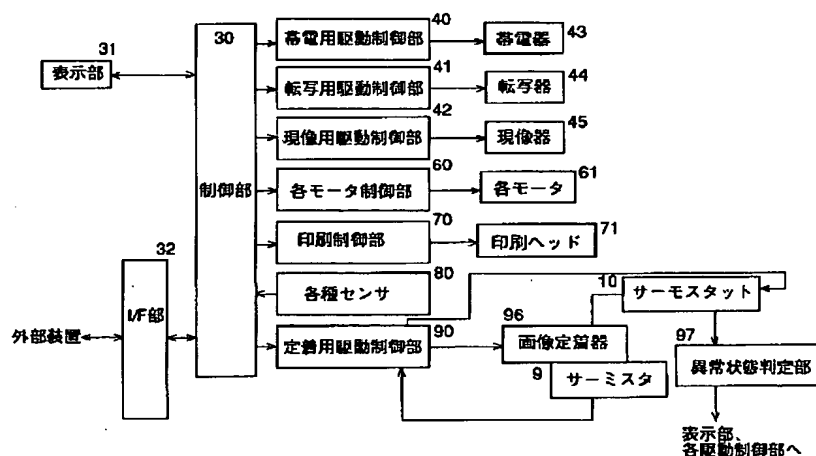 40
帯電用駆動制御部
43
帯電器
31
表示部
30
制御部
41
転写用駆動制御部
44
転写器
42
現像用駆動制御部
45
現像器
60
各モータ制御部
61
各モータ
70
印刷制御部
71
印刷ヘッド
80
各種センサ
32
I/F部
外部装置
90
定着用駆動制御部
96
画像定着器
9
サーミスタ
10
サーモスタット
97
異常状態判定部
表示部、
各駆動制御部へ